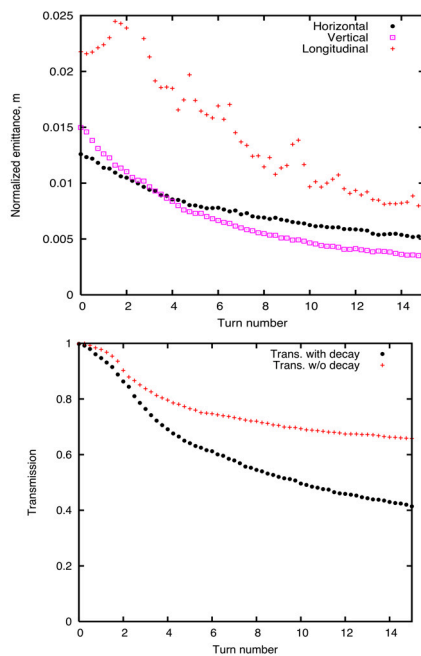 0.025
0.02
0.015
0.01
0.005
0
Normalized emittance, m
Horizontal
Vertical
Longitudinal
0 2 4 6 8 10 12 14
Turn number
1
0.8
0.6
0.4
0.2
0
Transmission
Trans. with decay
Trans. w/o decay
0 2 4 6 8 10 12 14
Turn number